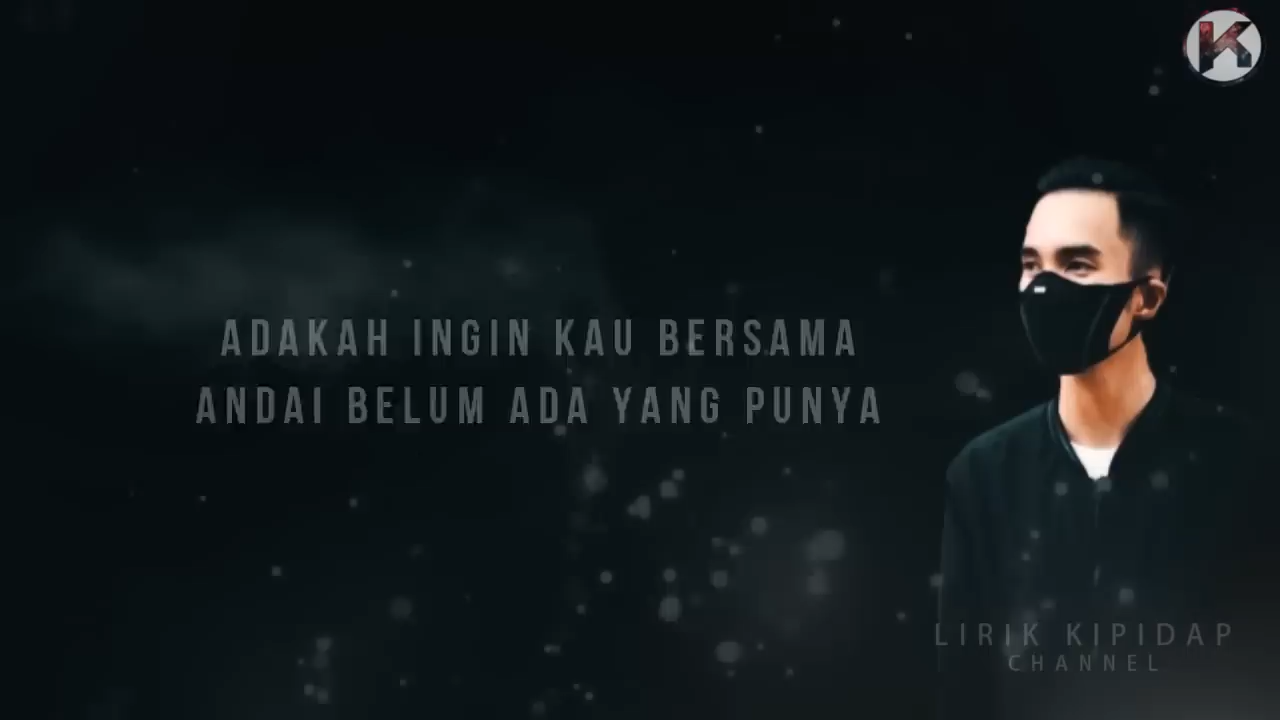 ADAKAH INGIN KAU BERSAMA
ANDAI BELUM ADA YANG PUNYA
LIRIK KIPIDAP
CHANNEL